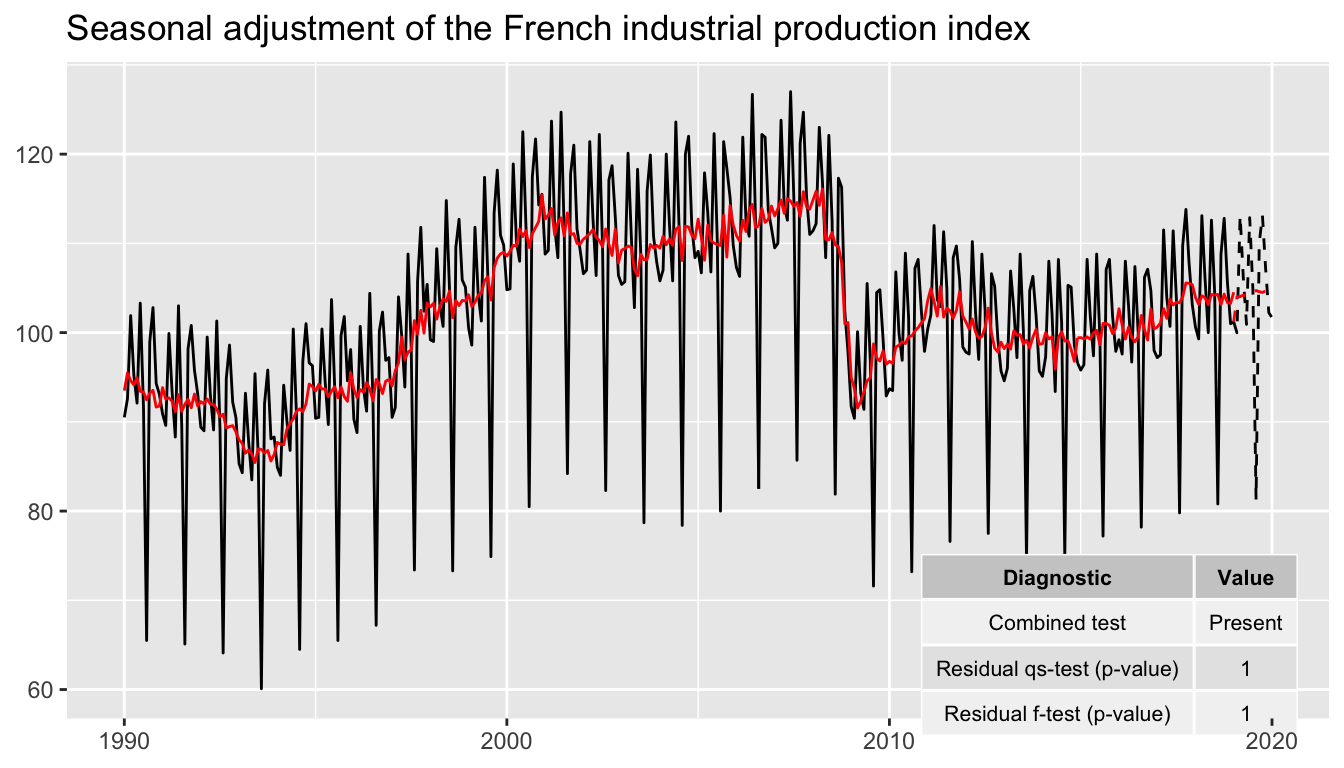 Seasonal adjustment of the French industrial production index
120
100
80
60
Diagnostic Value
Combined test Present
Residual qs-test (p-value) 1
Residual f-test (p-value) 1
1990 2000 2010 2020